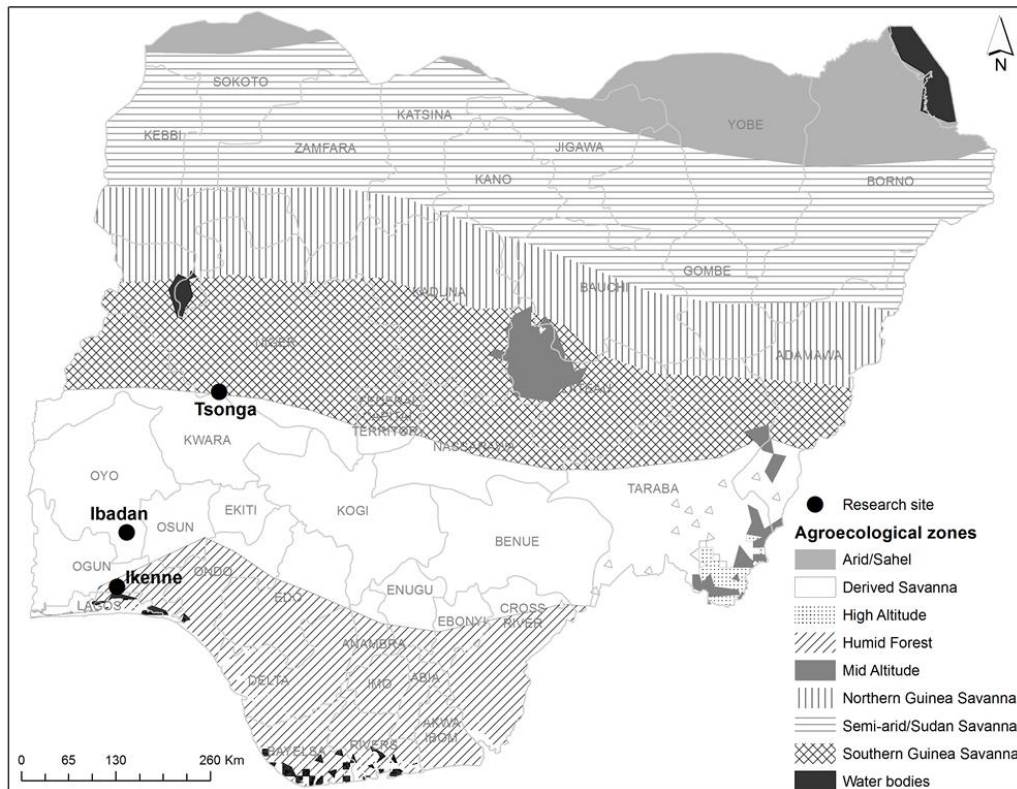 N
SOKOTO
KATSINA
YOBE
KEBBI
ZAMFARA
JIGAWA
KANO
BORNO
GOMBE
BAUCHI
KADUNA
ADAMAWA
NIGER
Tsonga
FEDERAL
CAPITAL
TERRITORY
NASSARAWA
KWARA
OYO
TARABA
Ibadan
OSUN
EKITI
KOGI
BENUE
OGUN
Ikenne
ONDO
LAGOS
EDO
ENUGU
EBONYI
CROSS
RIVER
ANAMBRA
DELTA
IMO
ABIA
AKWA
IBOM
BAYELSA
RIVERS
0 65 130 260 Km
Research site
Agroecological zones
Arid/Sahel
Derived Savanna
High Altitude
Humid Forest
Mid Altitude
Northern Guinea Savanna
Semi-arid/Sudan Savanna
Southern Guinea Savanna
Water bodies